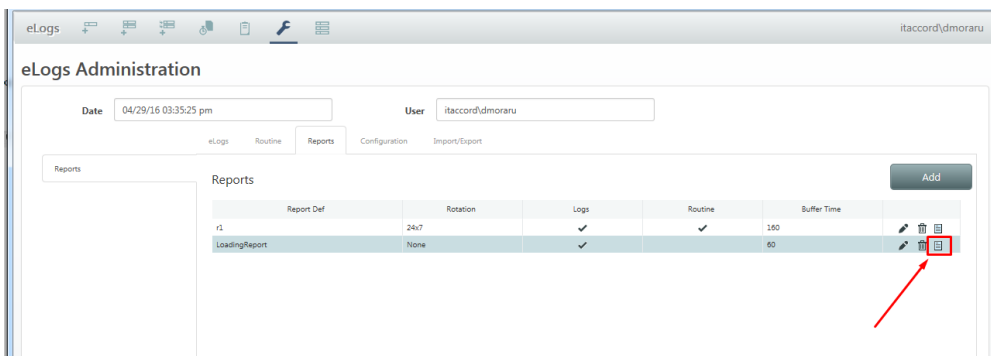 eLogs itaccord\dmoraru
eLogs Administration
Date 04/29/16 03:35:25 pm User itaccord\dmoraru
eLogs Routine Reports Configuration Import/Export
Reports
Reports Add
Report Def Rotation Logs Routine Buffer Time
r1 24x7 160
LoadingReport None 60